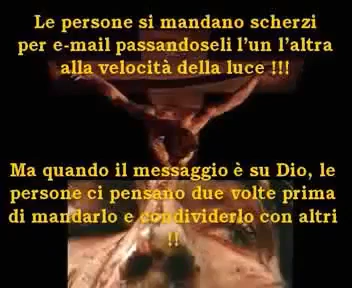 Le persone si mandano scherzi
per e-mail passandoseli l'un l'altra
alla velocità della luce !!!
Ma quando il messaggio è su Dio, le
persone ci pensano due volte prima
di mandarlo e condividerlo con altri
!!